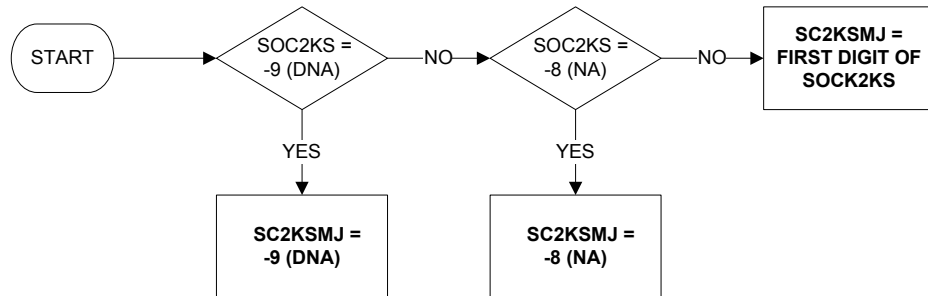 START
SOC2KS =
-9 (DNA)
NO
SOC2KS =
-8 (NA)
NO
SC2KSMJ =
FIRST DIGIT OF
SOCK2KS
YES
YES
SC2KSMJ =
-9 (DNA)
SC2KSMJ =
-8 (NA)